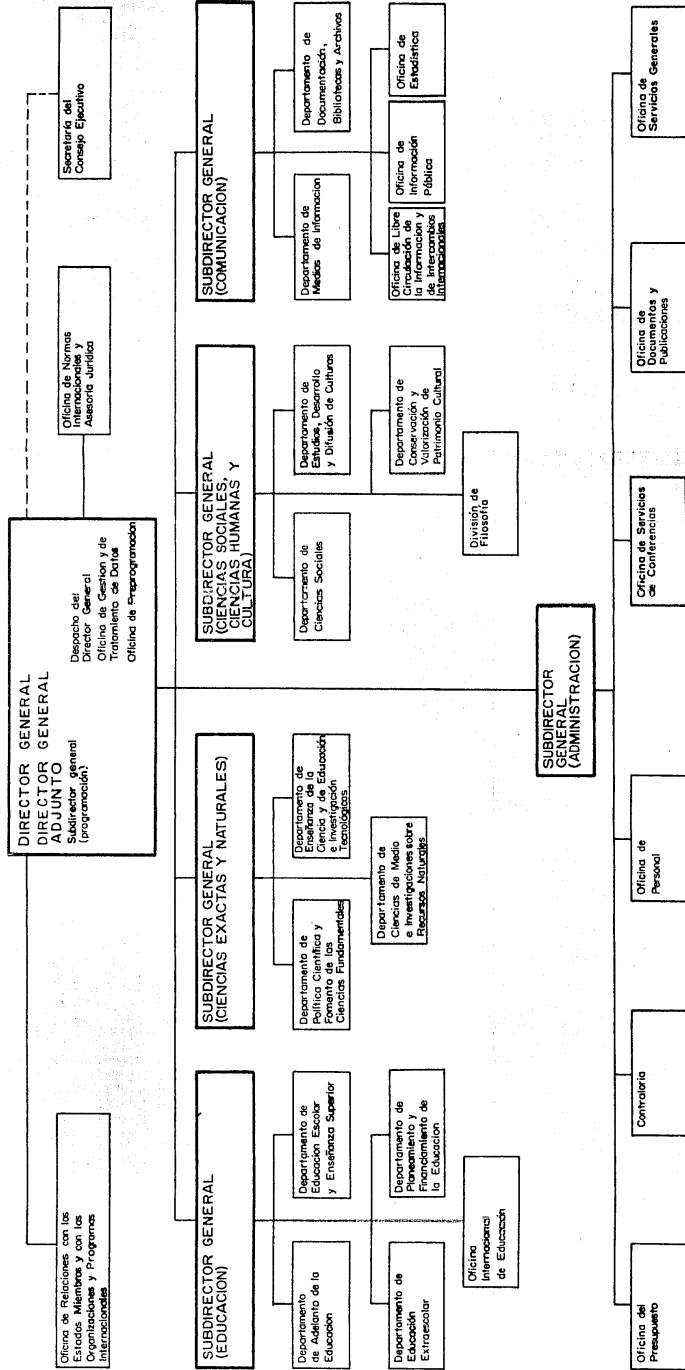 DIRECTOR GENERAL
DIRECTOR GENERAL
ADJUNTO
Subdirector general
(programación)
Despacho del
Director General
Oficina de Gestion y de
Tratamiento de Datos
Oficina de Preprogramacion
Oficina de Relaciones con los
Estados Miembros y con las
Organizaciones y Programas
Internacionales
Oficina de Normas
Internacionales y
Asesoría Jurídica
Secretaría del
Consejo Ejecutivo
SUBDIRECTOR GENERAL
(EDUCACION)
Departamento
de Adelanto de la
Educacion
Departamento de
Educacion Escolar
y Enseñanza Superior
Departamento de
Educación
Extraescolar
Departamento de
Planeamiento y
Financiamiento de
la Educacion
Oficina
Internacional
de Educación
SUBDIRECTOR GENERAL
(CIENCIAS EXACTAS Y NATURALES)
Departamento de
Política Científica y
Fomento de las
Ciencias Fundamentales
Departamento de
Enseñanza de la
Ciencia y de Educación
e Investigación
Tecnológicas
Departamento de
Ciencias de Medio
e Investigaciones sobre
Recursos Naturales
SUBDIRECTOR GENERAL
(CIENCIAS SOCIALES,
CIENCIAS HUMANAS Y
CULTURA)
Departamento de
Ciencias Sociales
Departamento de
Estudios, Desarrollo
y Difusión de Culturas
Departamento de
Conservación y
Valorización de
Patrimonio Cultural
División de
Filosofía
SUBDIRECTOR GENERAL
(COMUNICACION)
Departamento de
Medios de Informacion
Departamento de
Documentación,
Bibliotecas y Archivos
Oficina de Libre
Circulación de
la Informacion y
de Intercambios
Internacionales
Oficina de
Información
Pública
Oficina de
Estadística
SUBDIRECTOR
GENERAL
(ADMINISTRACION)
Oficina del
Presupuesto
Contraloria
Oficina de
Personal
Oficina de Servicios
de Conferencias
Oficina de
Documentos y
Publicaciones
Oficina de
Servicios Generales